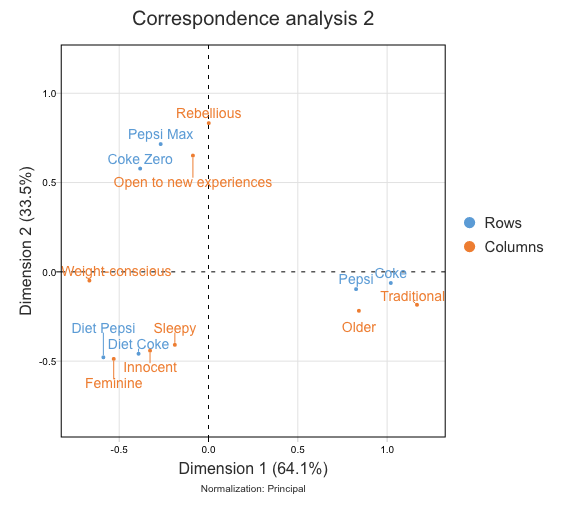 Correspondence analysis 2
1.0
Rebellious
Pepsi Max
Coke Zero
0.5
Open to new experiences
Rows
Columns
Dimension 2 (33.5%)
0.0
Weight-conscious
Pepsi
Coke
Traditional
Older
Diet Pepsi
Sleepy
Diet Coke
-0.5
Innocent
Feminine
-0.5
0.0
0.5
1.0
Dimension 1 (64.1%)
Normalization: Principal